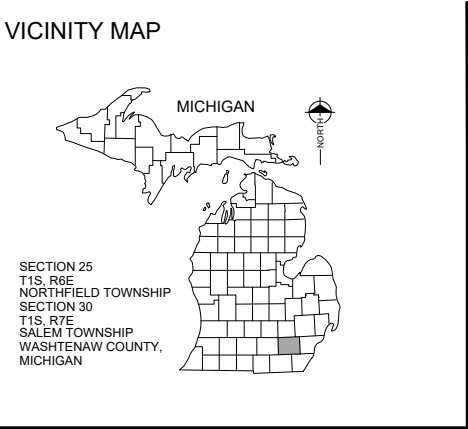 VICINITY MAP
MICHIGAN
NORTH
SECTION 25
T1S, R6E
NORTHFIELD TOWNSHIP
SECTION 30
T1S, R7E
SALEM TOWNSHIP
WASHTENAW COUNTY,
MICHIGAN